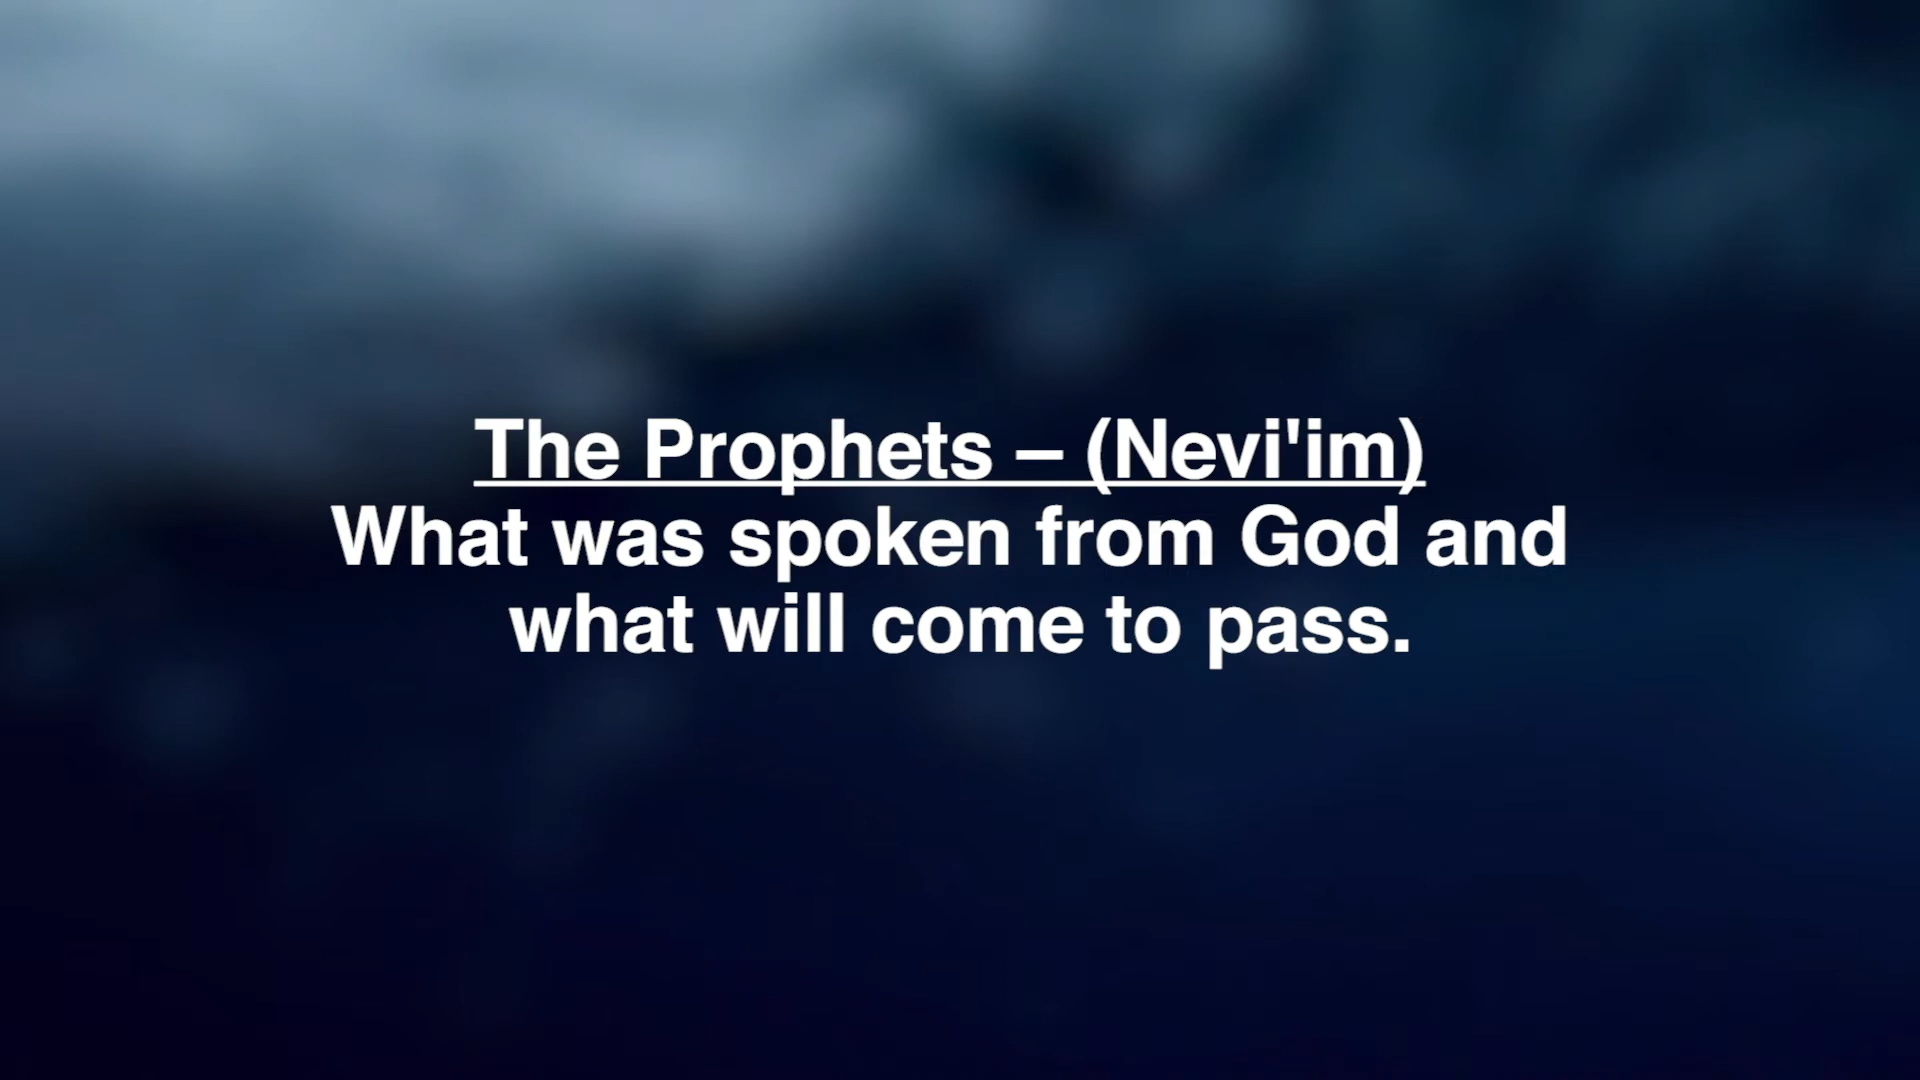 The Prophets – (Nevi'im)
What was spoken from God and
what will come to pass.